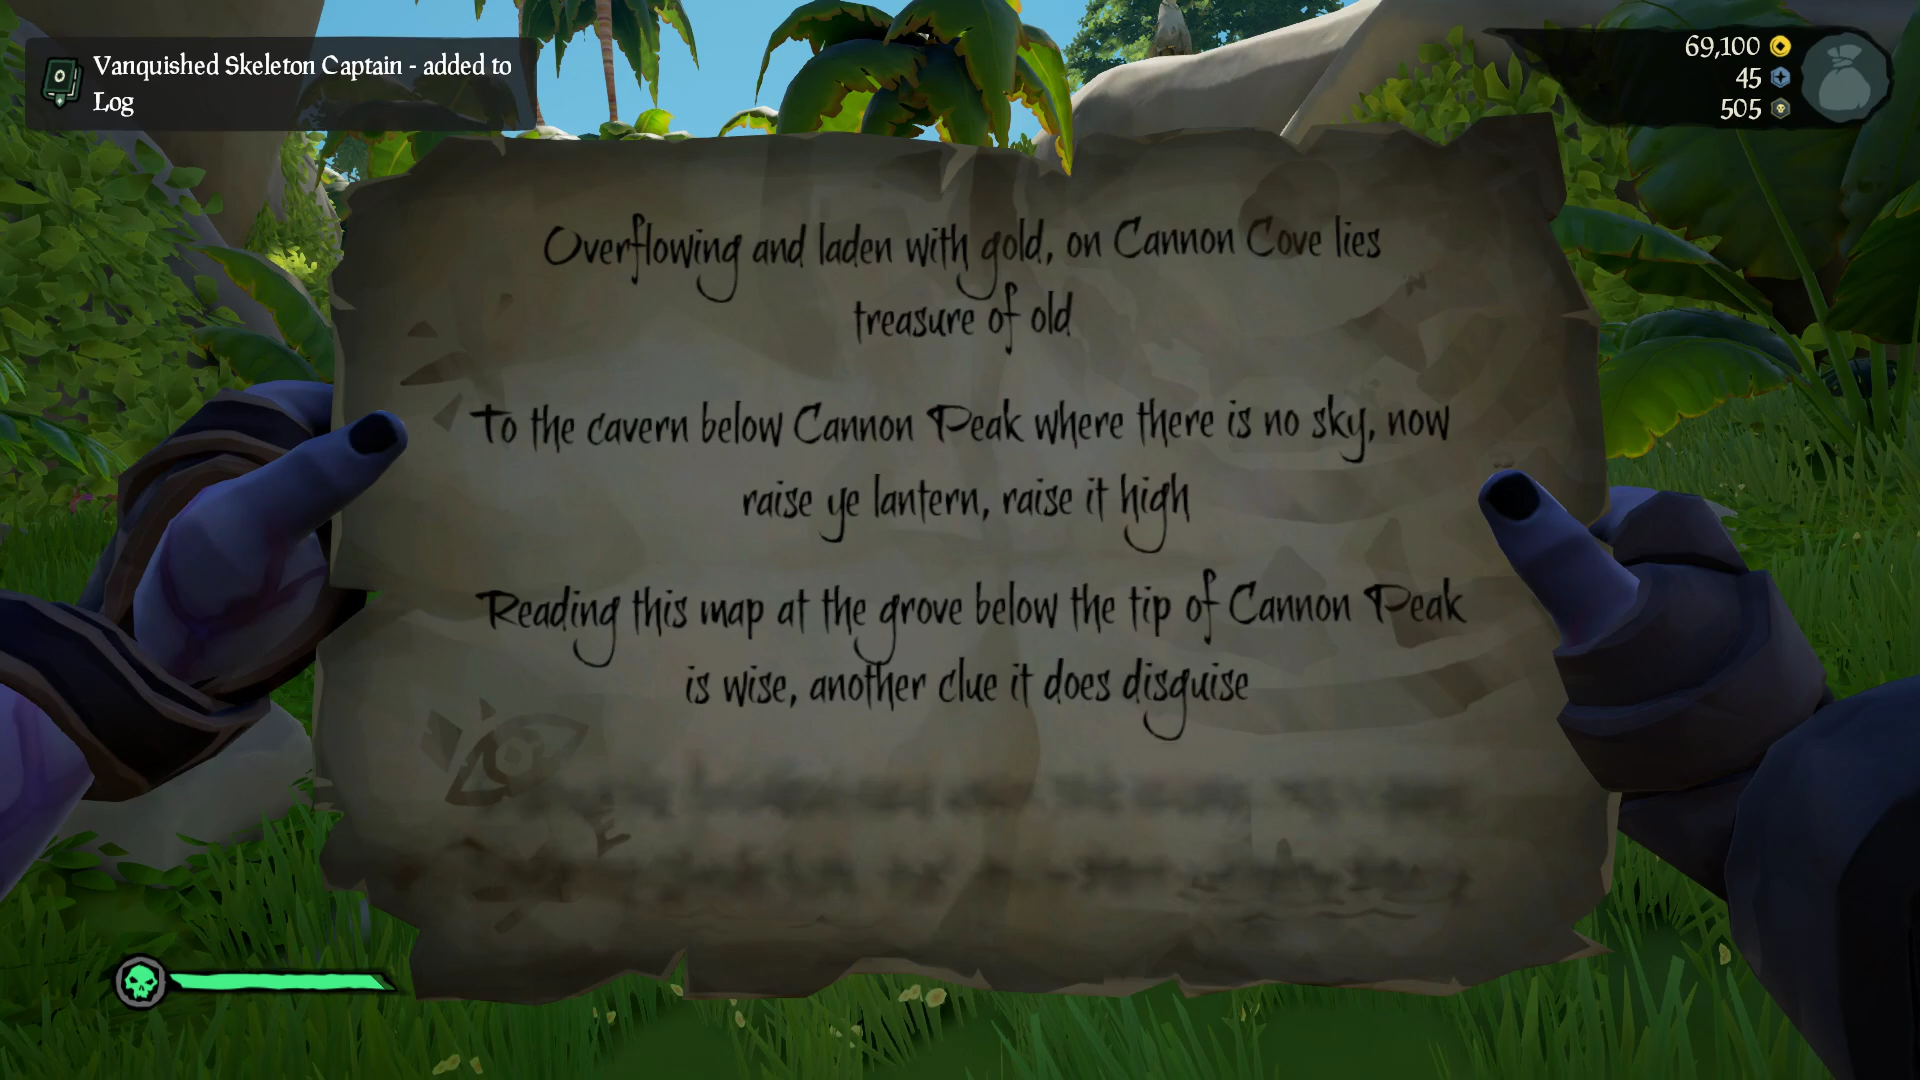 Vanquished Skeleton Captain - added to
Log
69,100
45
505
Overflowing and laden with gold, on Cannon Cove lies
treasure of old
To the cavern below Cannon Peak where there is no sky, now
raise ye lantern, raise it high
Reading this map at the grove below the tip of Cannon Peak
is wise, another clue it does disguise